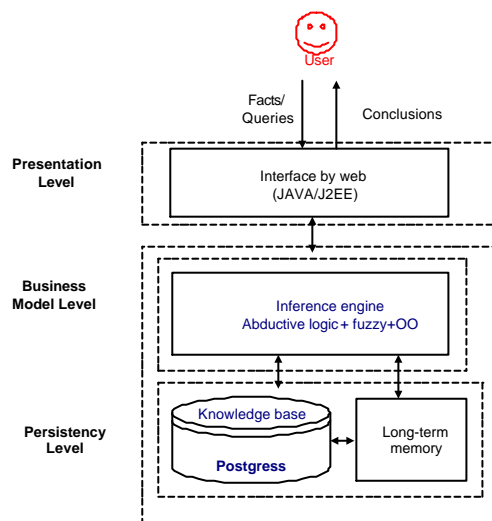 User
Facts/
Queries
Conclusions
Presentation
Level
Interface by web
(JAVA/J2EE)
Business
Model Level
Inference engine
Abductive logic + fuzzy+OO
Persistency
Level
Knowledge base
Postgress
Long-term
memory